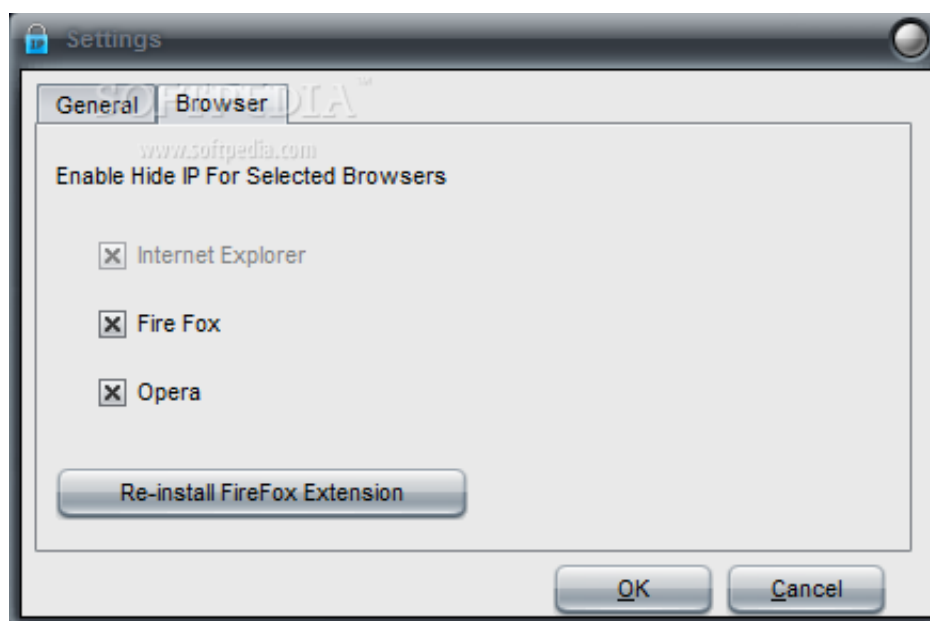 Settings
General
Browser
SOFTPEDIA™
www.softpedia.com
Enable Hide IP For Selected Browsers
Internet Explorer
Fire Fox
Opera
Re-install FireFox Extension
OK
Cancel